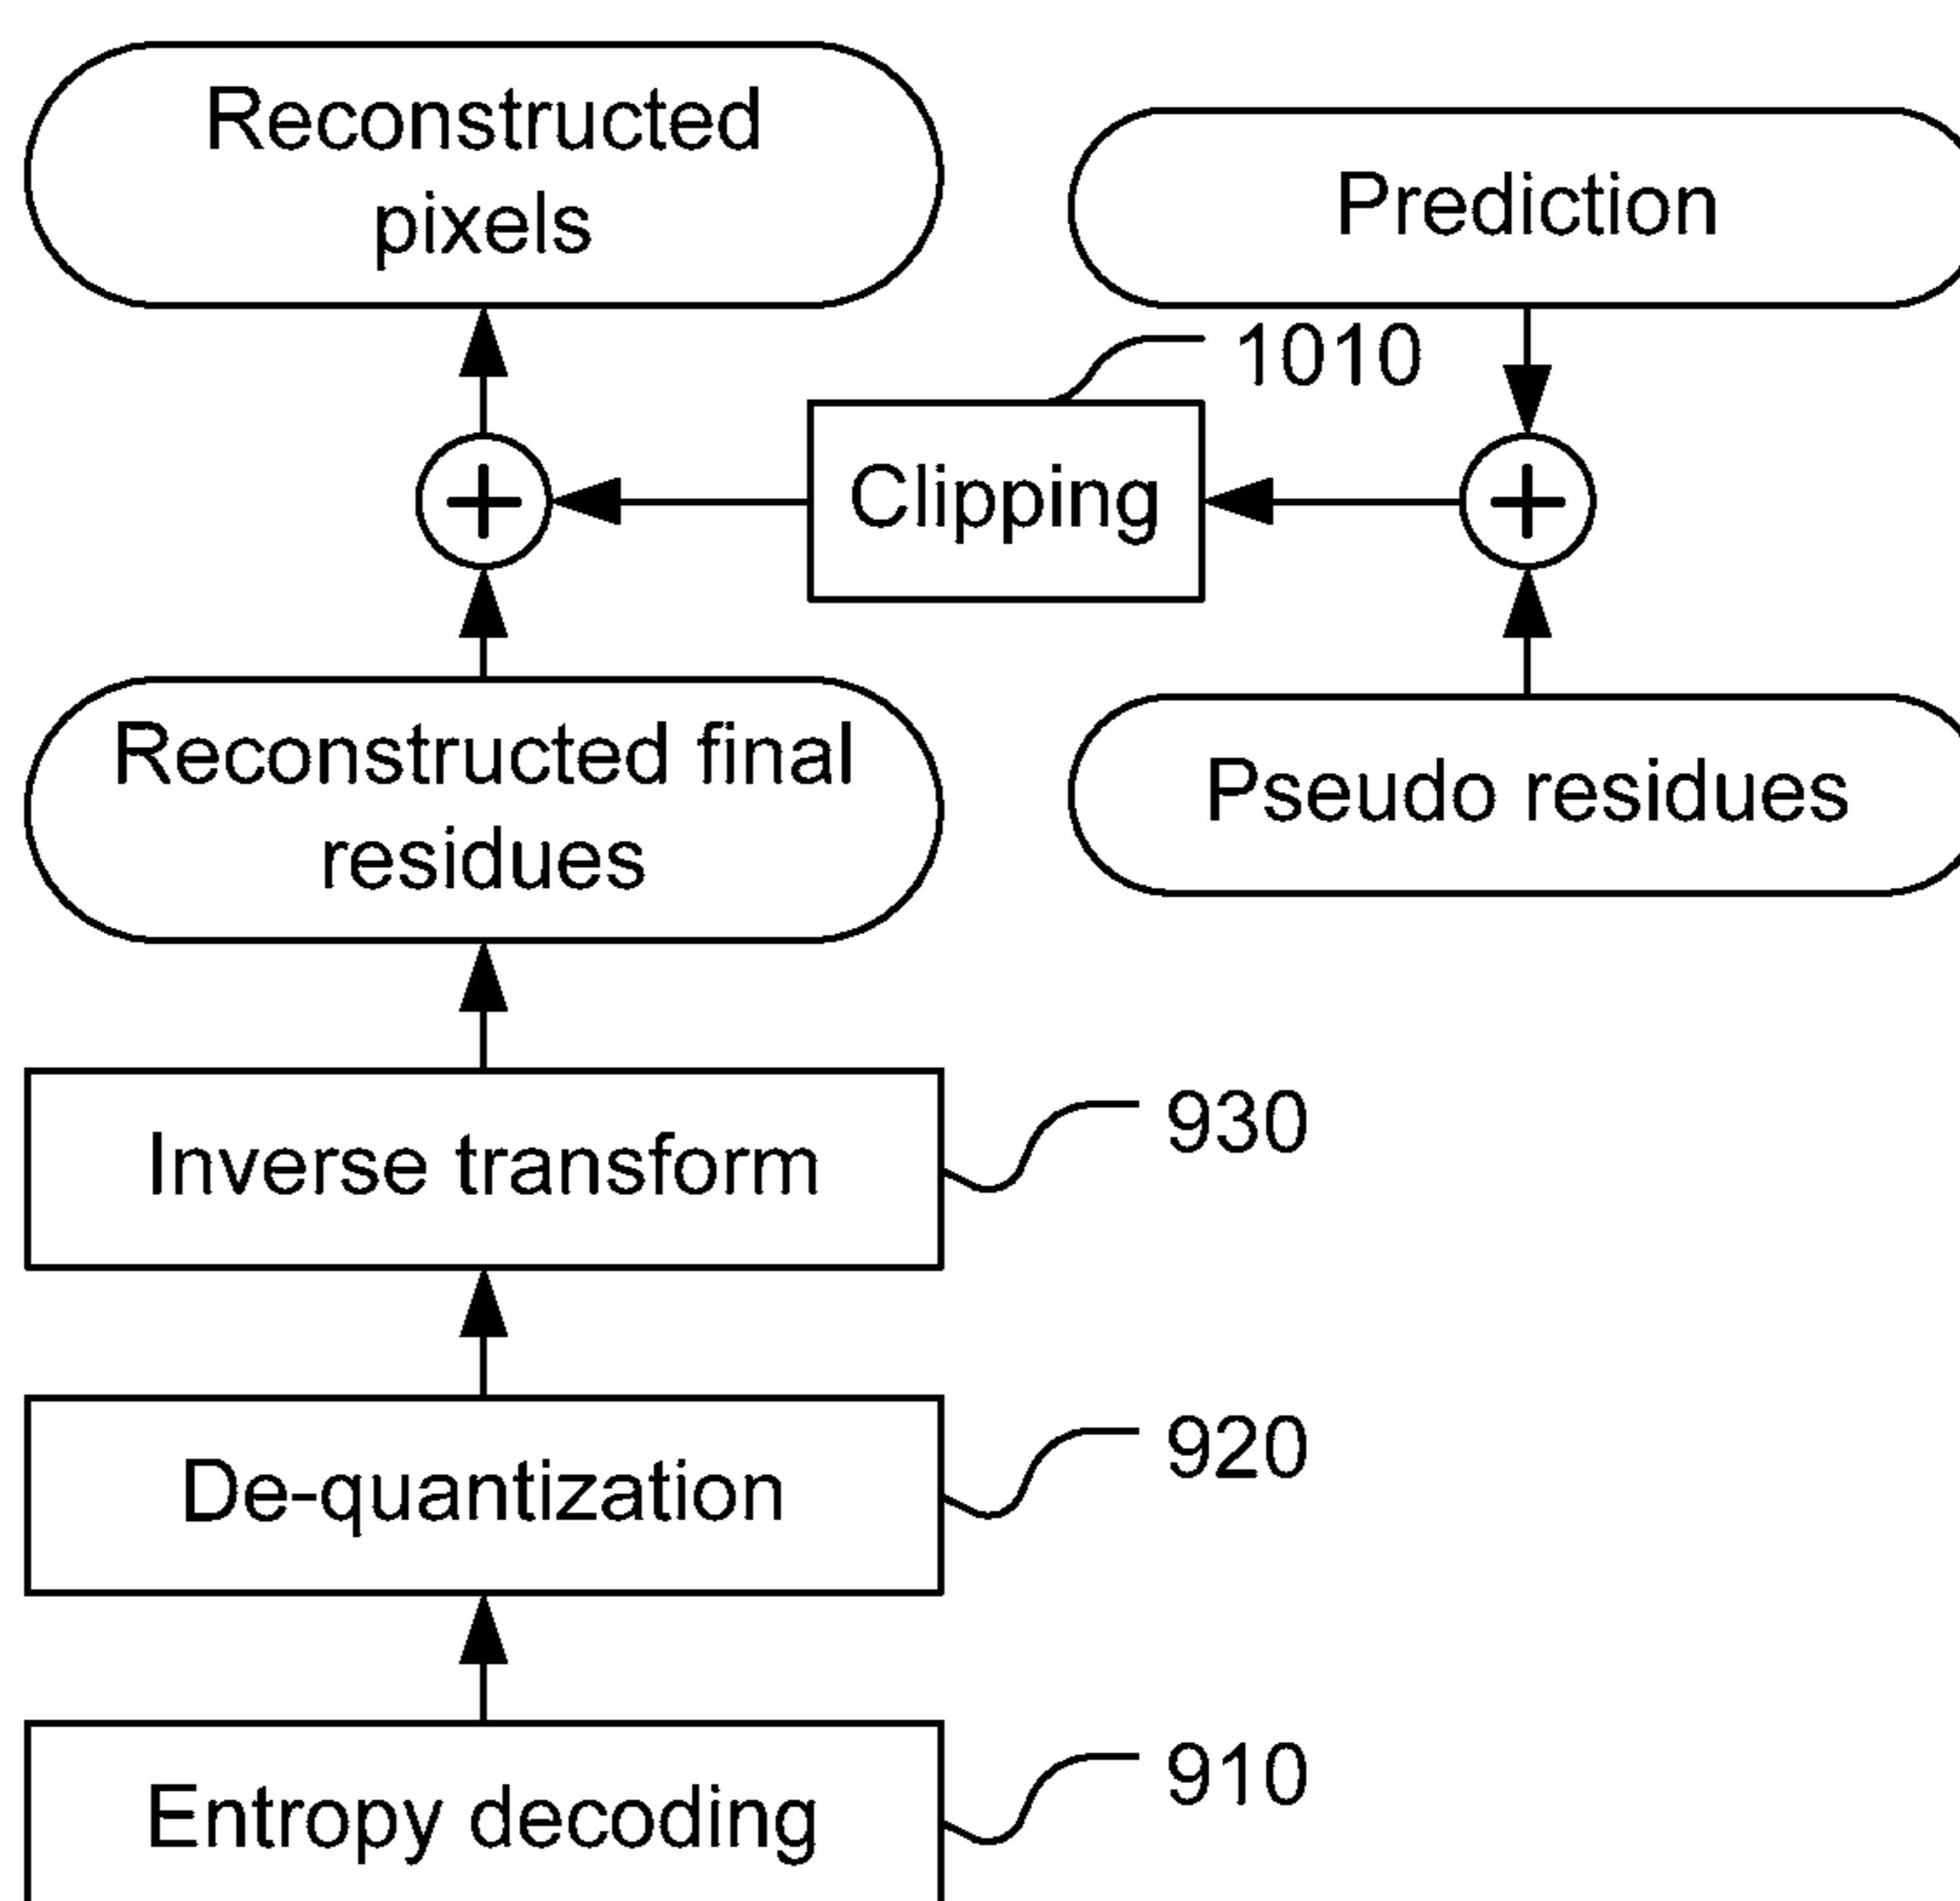 Reconstructed
pixels
Prediction
1010
Clipping
Reconstructed final
residues
Pseudo residues
Inverse transform
930
De-quantization
920
Entropy decoding
910